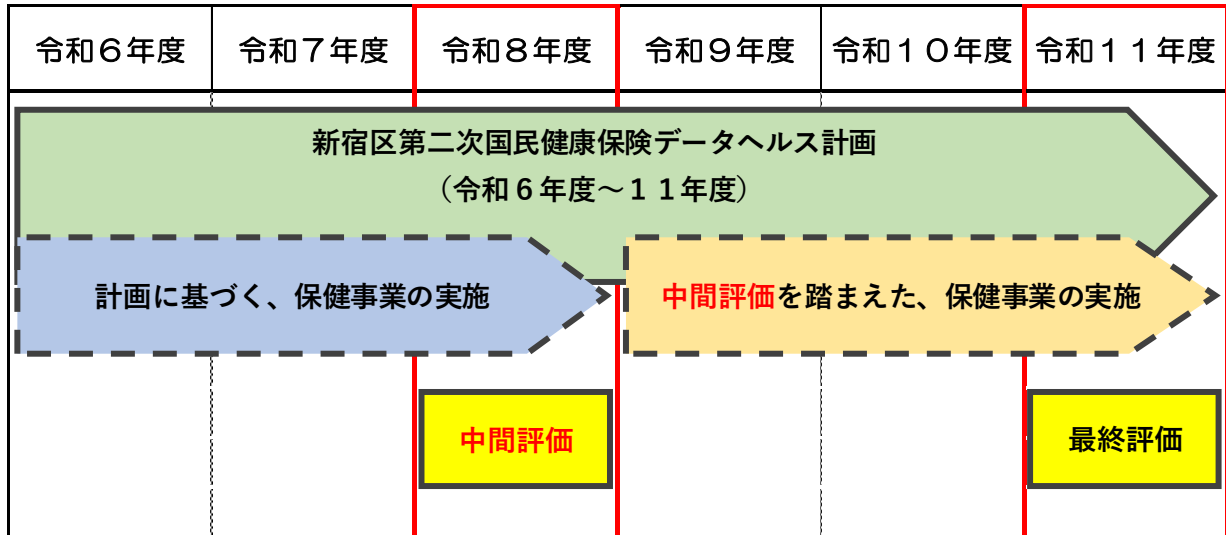 令和６年度 令和７年度 令和８年度 令和９年度 令和１０年度 令和１１年度
新宿区第二次国民健康保険データヘルス計画
（令和６年度～１１年度）
計画に基づく、保健事業の実施
中間評価を踏まえた、保健事業の実施
中間評価
最終評価